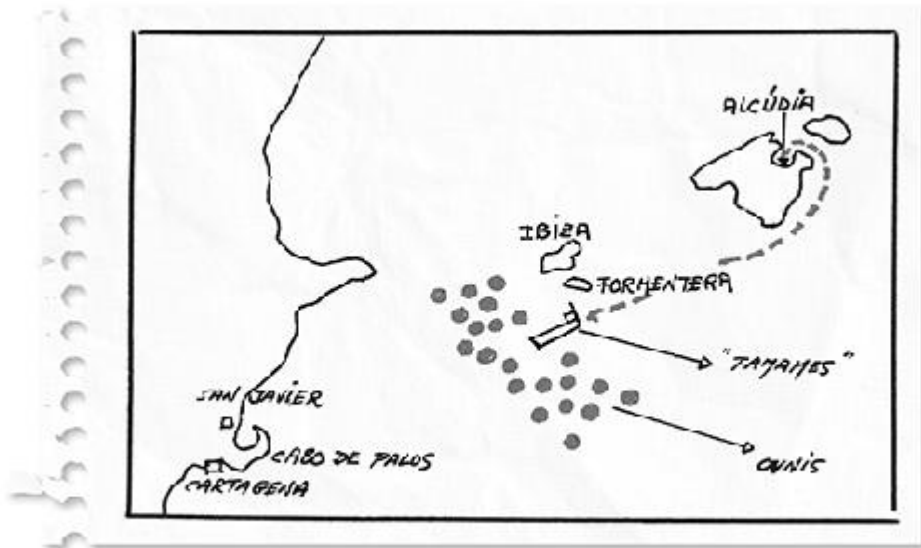 ALCÚDIA
IBIZA
FORMENTERA
"TAMAMES"
SAN JAVIER
CABO DE PALOS
CARTAGENA
OVNIS